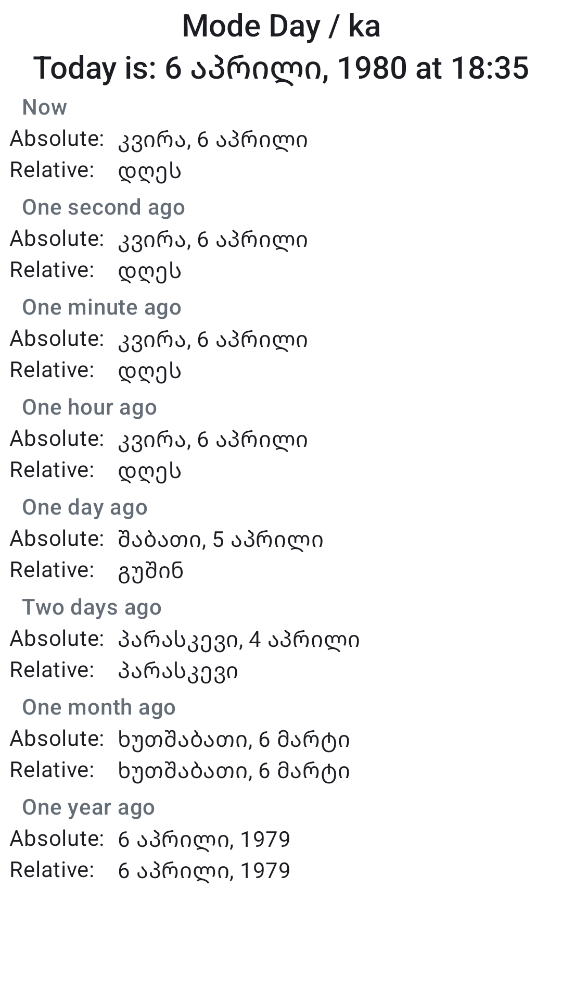 Mode Day / ka
Today is: 6 აპრილი, 1980 at 18:35
Now
Absolute: კვირა, 6 აპრილი
Relative: დღეს
One second ago
Absolute: კვირა, 6 აპრილი
Relative: დღეს
One minute ago
Absolute: კვირა, 6 აპრილი
Relative: დღეს
One hour ago
Absolute: კვირა, 6 აპრილი
Relative: დღეს
One day ago
Absolute: შაბათი, 5 აპრილი
Relative: გუშინ
Two days ago
Absolute: პარასკევი, 4 აპრილი
Relative: პარასკევი
One month ago
Absolute: ხუთშაბათი, 6 მარტი
Relative: ხუთშაბათი, 6 მარტი
One year ago
Absolute: 6 აპრილი, 1979
Relative: 6 აპრილი, 1979